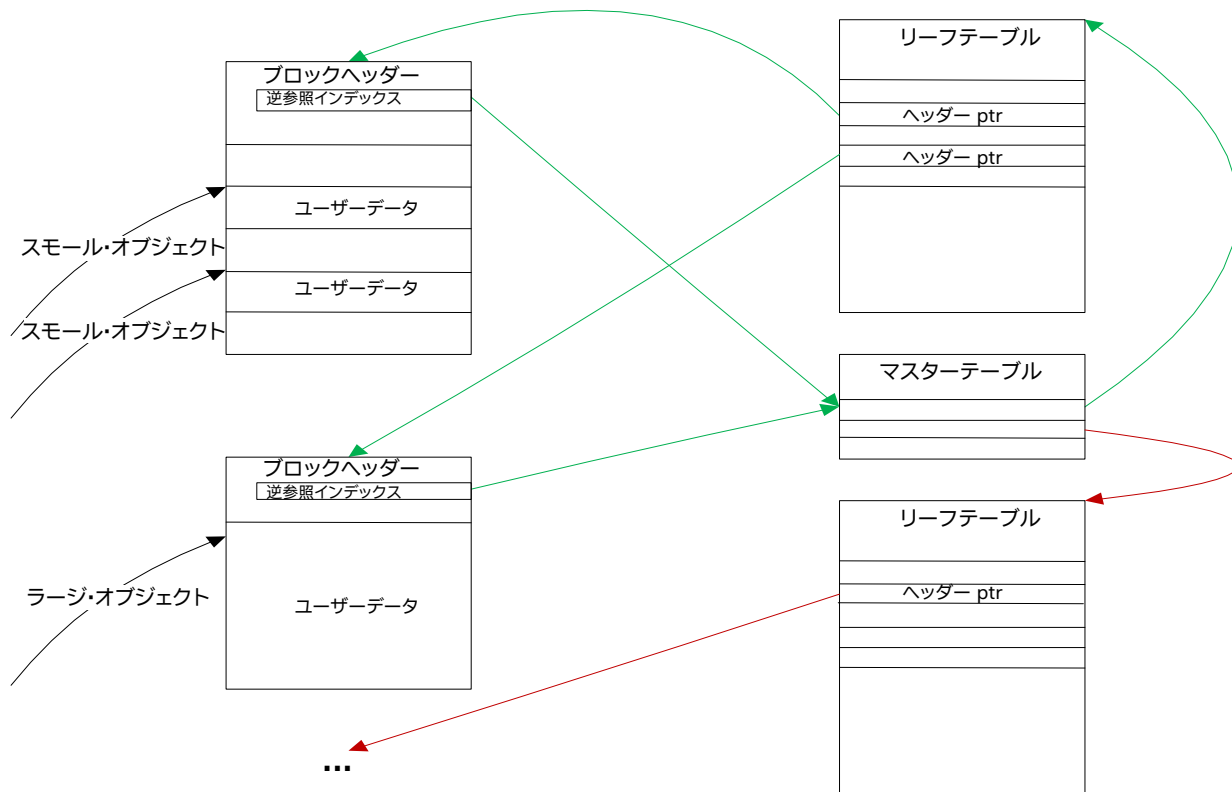 ブロックヘッダー
逆参照インデックス
ユーザーデータ
スモール・オブジェクト
ユーザーデータ
スモール・オブジェクト
ブロックヘッダー
逆参照インデックス
ラージ・オブジェクト
ユーザーデータ
...
リーフテーブル
ヘッダー ptr
ヘッダー ptr
マスターテーブル
リーフテーブル
ヘッダー ptr